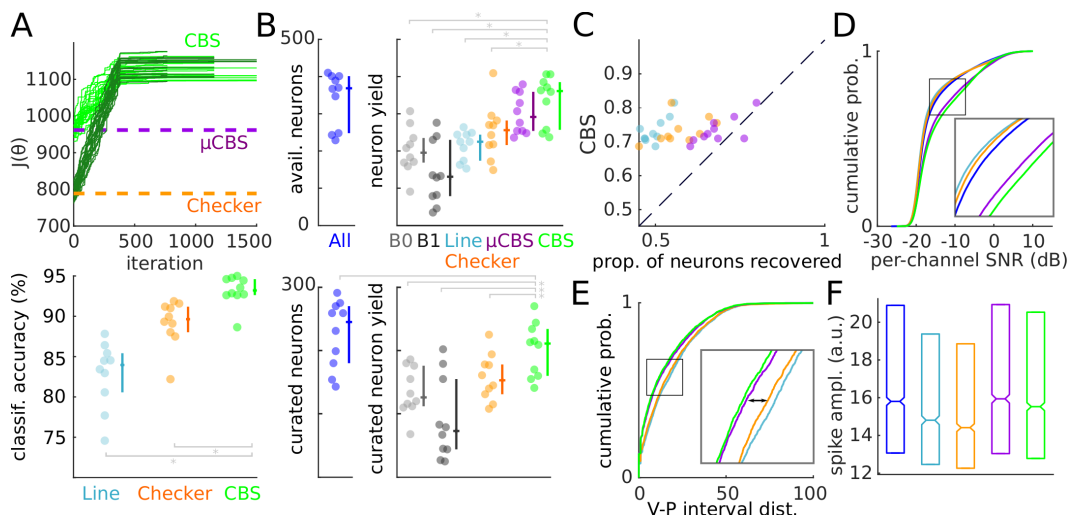 A
CBS
J(θ)
1100
1000
900
800
700
μCBS
Checker
0
500
1000
1500
iteration
classif. accuracy (%)
95
90
85
80
75
*
*
Line
Checker
CBS
B
avail. neurons
500
0
All
neuron yield
*
*
*
*
B0
B1
Line
μCBS
CBS
Checker
curated neurons
300
0
curated neuron yield
*
*
*
*
C
CBS
0.9
0.8
0.7
0.6
0.5
0.5
1
prop. of neurons recovered
D
cumulative prob.
1
0
-30
-20
-10
0
10
per-channel SNR (dB)
E
cumulative prob.
1
0
0
50
100
V-P interval dist.
F
spike ampl. (a.u.)
20
18
16
14
12